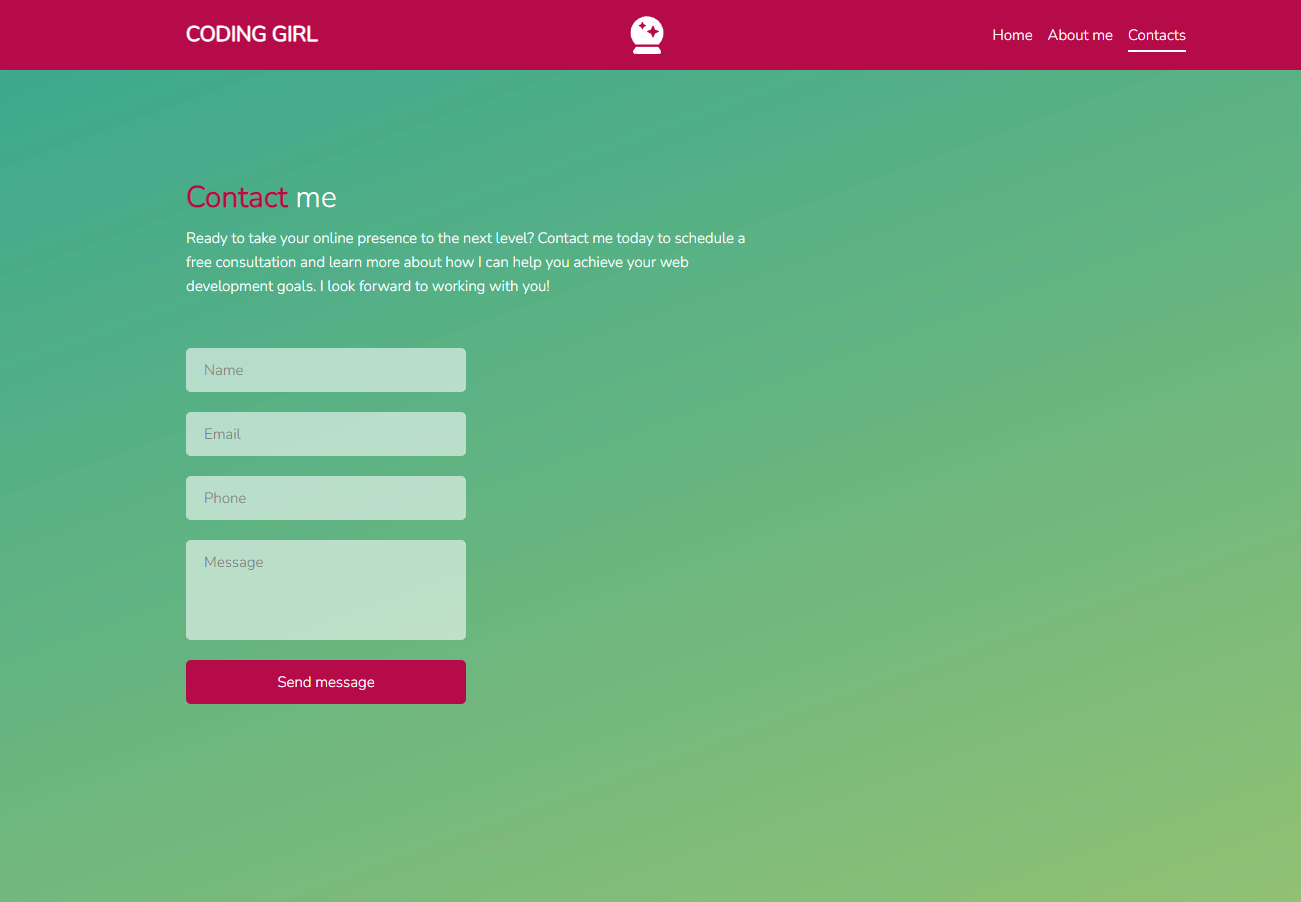 CODING GIRL
Home About me Contacts
Contact me
Ready to take your online presence to the next level? Contact me today to schedule a
free consultation and learn more about how I can help you achieve your web
development goals. I look forward to working with you!
Name
Email
Phone
Message
Send message